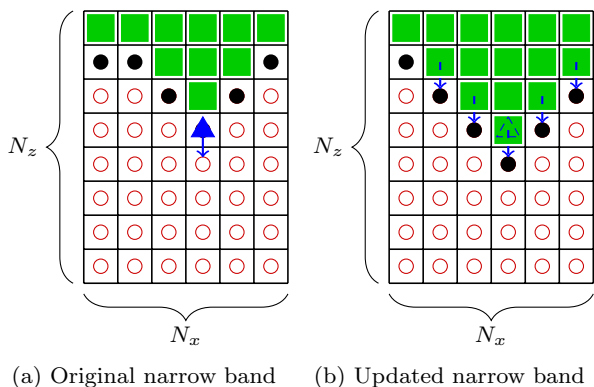 N_z
N_z
N_x
N_x
(a) Original narrow band
(b) Updated narrow band